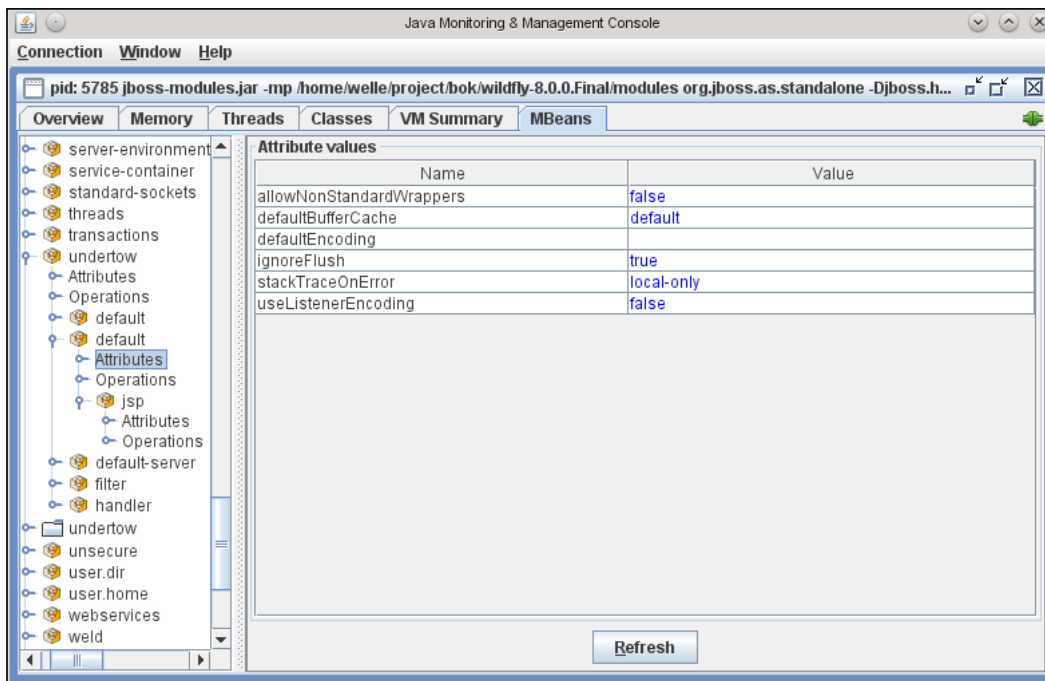 Java Monitoring & Management Console
Connection Window Help
pid: 5785 jboss-modules.jar -mp /home/welle/project/bok/wildfly-8.0.0.Final/modules org.jboss.as.standalone -Djboss.h...
Overview Memory Threads Classes VM Summary MBeans
server-environment
service-container
standard-sockets
threads
transactions
undertow
Attributes
Operations
default
default
Attributes
Operations
jsp
Attributes
Operations
default-server
filter
handler
undertow
unsecure
user.dir
user.home
webservices
weld
Attribute values
Name Value
allowNonStandardWrappers false
defaultBufferCache default
defaultEncoding
ignoreFlush true
stackTraceOnError local-only
useListenerEncoding false
Refresh